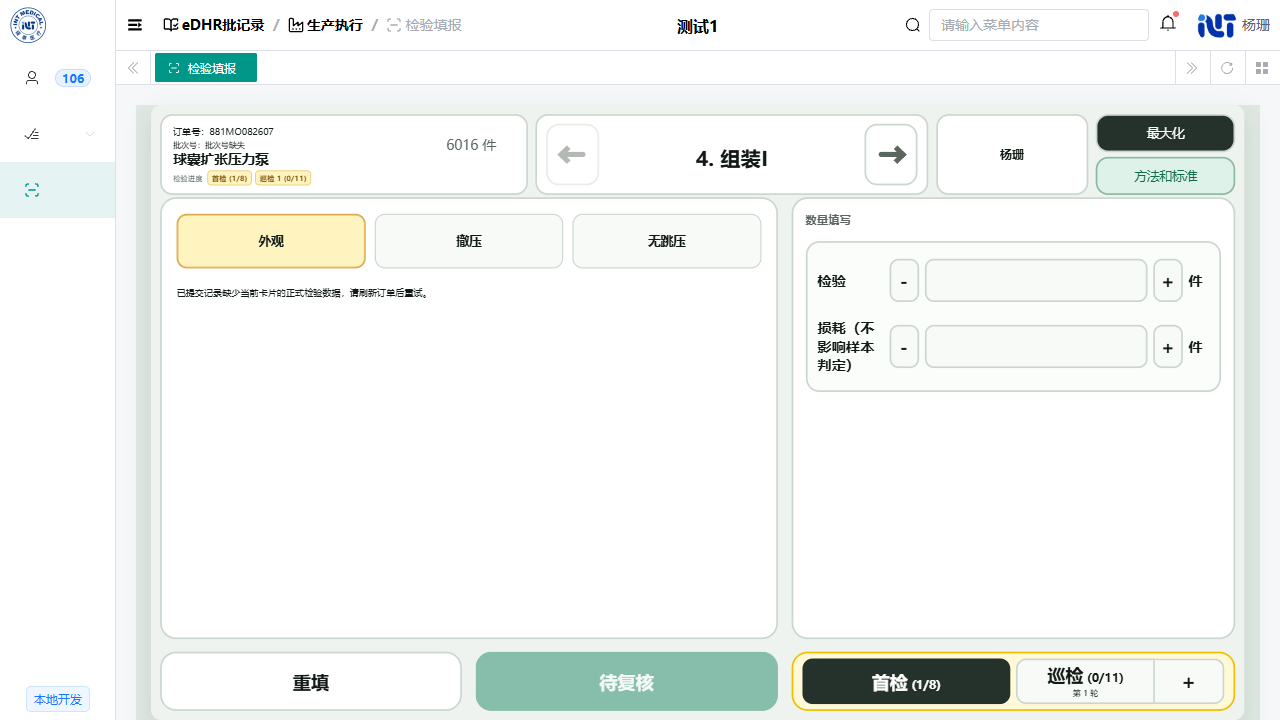 eDHR批记录 / 生产执行 / 检验填报
测试1
请输入菜单内容
杨珊
106
检验填报
订单号：881MO082607
批次号：批次号缺失
球囊扩张压力泵
6016 件
检验进度 首检 (1/8) 巡检 1 (0/11)
4. 组装Ⅰ
杨珊
最大化
方法和标准
外观
撤压
无跳压
已提交记录缺少当前卡片的正式检验数据，请刷新订单后重试。
数量填写
检验 - + 件
损耗（不
影响样本
判定） - + 件
重填
待复核
首检 (1/8)
巡检 (0/11)
第 1 轮
+
本地开发